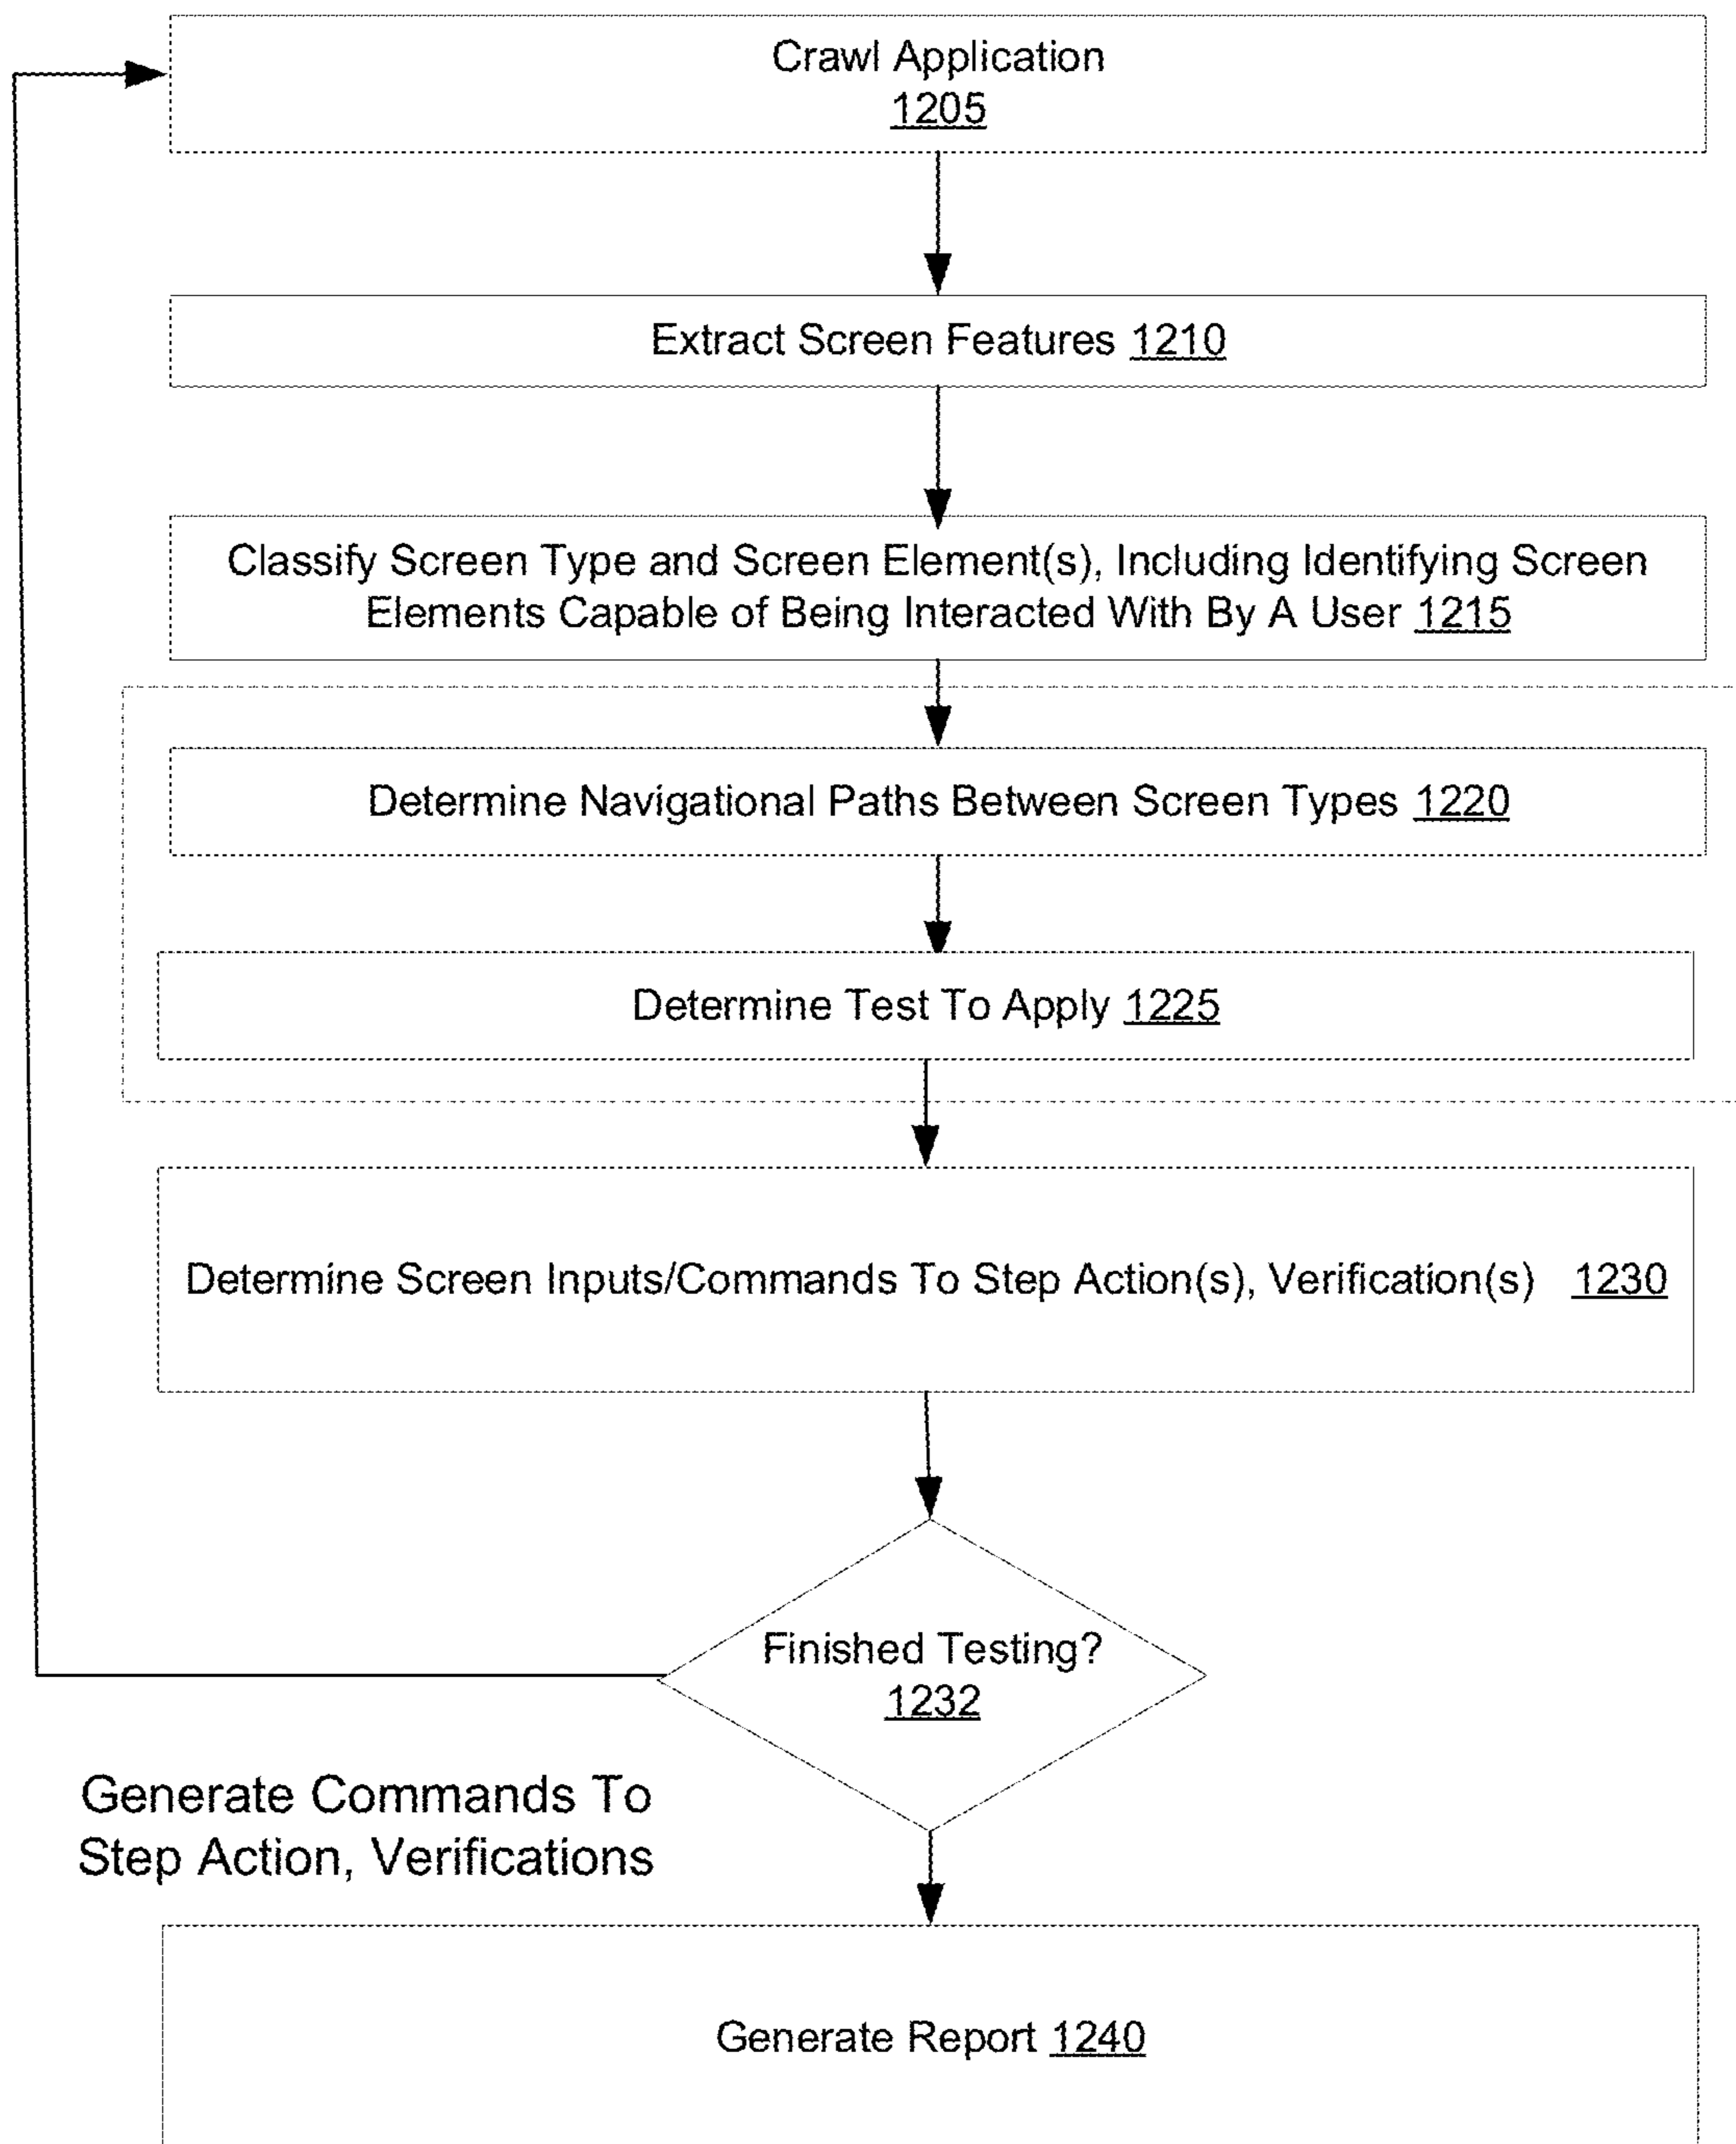 Crawl Application
1205
Extract Screen Features 1210
Classify Screen Type and Screen Element(s), Including Identifying Screen
Elements Capable of Being Interacted With By A User 1215
Determine Navigational Paths Between Screen Types 1220
Determine Test To Apply 1225
Determine Screen Inputs/Commands To Step Action(s), Verification(s) 1230
Finished Testing?
1232
Generate Commands To
Step Action, Verifications
Generate Report 1240